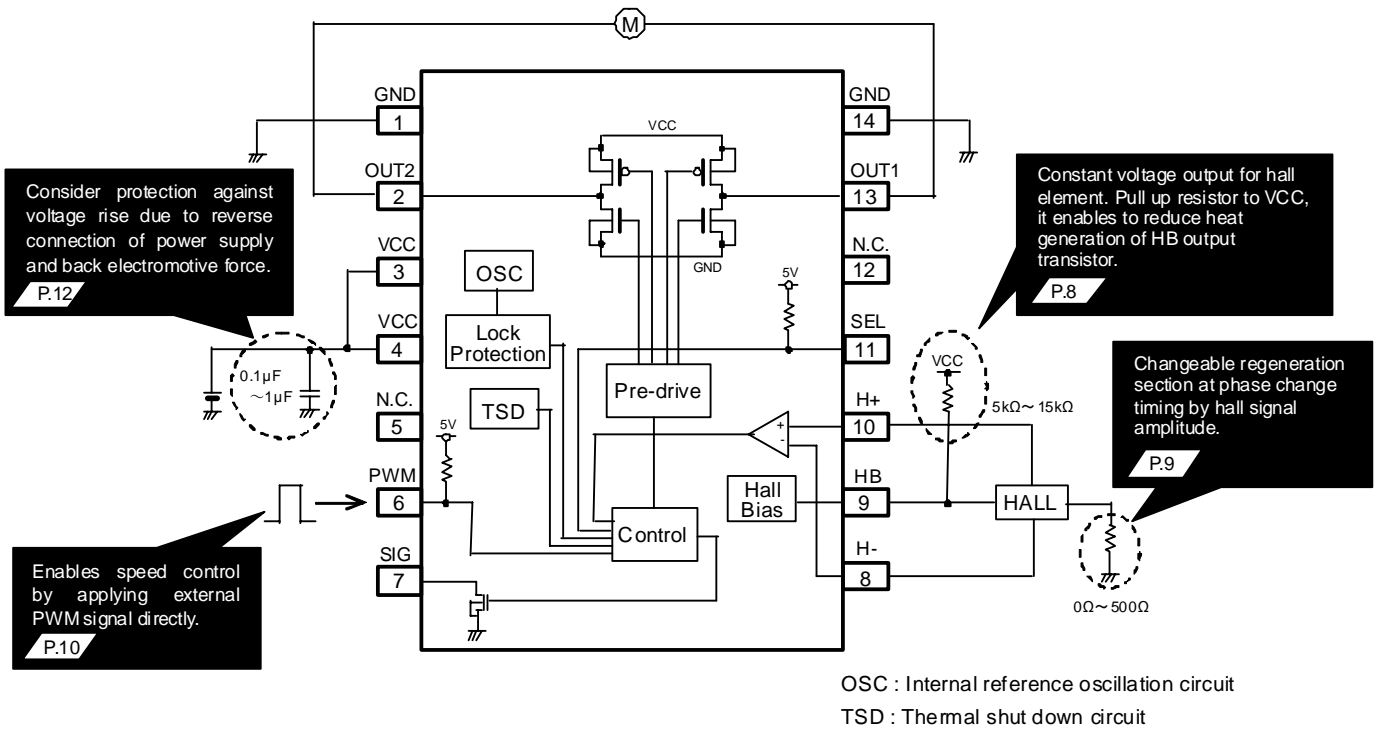 M
GND
1
OUT2
2
VCC
3
VCC
4
N.C.
5
PWM
6
SIG
7
GND
14
OUT1
13
N.C.
12
SEL
11
H+
10
HB
9
H-
8
VCC
GND
OSC
Lock
Protection
TSD
Pre-drive
5V
5V
+
-
Hall
Bias
Control
Consider protection against
voltage rise due to reverse
connection of power supply
and back electromotive force.
P.12
0.1μF
～1μF
Enables speed control
by applying external
PWM signal directly.
P.10
Constant voltage output for hall
element. Pull up resistor to VCC,
it enables to reduce heat
generation of HB output
transistor.
P.8
VCC
5kΩ～15kΩ
HALL
Changeable regeneration
section at phase change
timing by hall signal
amplitude.
P.9
0Ω～500Ω
OSC : Internal reference oscillation circuit
TSD : Thermal shut down circuit